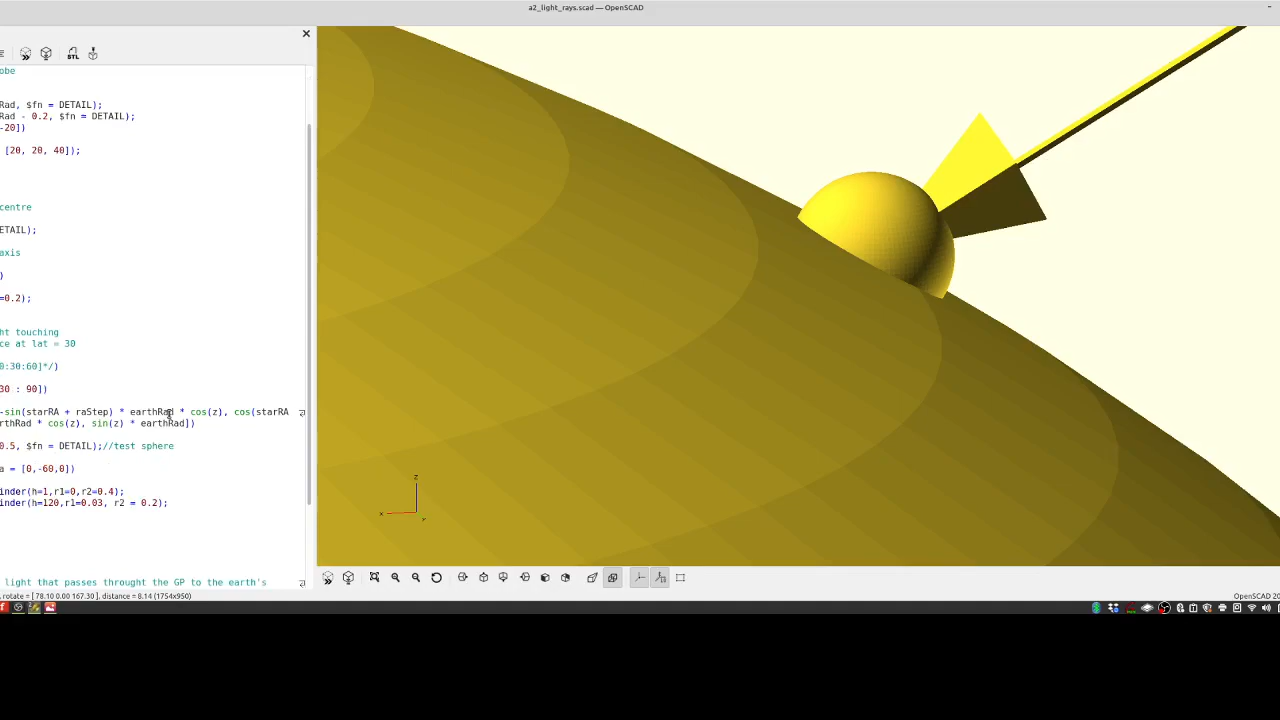 a2_light_rays.scad — OpenSCAD
STL
obe
Rad, $fn = DETAIL);
Rad - 0.2, $fn = DETAIL);
-20])
[20, 20, 40]);
centre
ETAIL);
axis
)
=0.2);
ht touching
ce at lat = 30
0:30:60]*/)
30 : 90])
-sin(starRA + raStep) * earthRad * cos(z), cos(starRA
rthRad * cos(z), sin(z) * earthRad])
0.5, $fn = DETAIL);//test sphere
a = [0,-60,0])
inder(h=1,r1=0,r2=0.4);
inder(h=120,r1=0.03, r2 = 0.2);
light that passes throught the GP to the earth's
z
x
, rotate = [ 78.10 0.00 167.30 ], distance = 8.14 (1754x950)
OpenSCAD 20